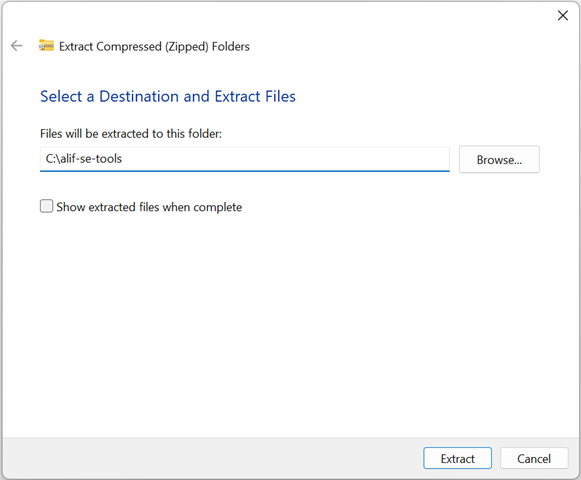 Extract Compressed (Zipped) Folders
Select a Destination and Extract Files
Files will be extracted to this folder:
C:\alif-se-tools
Browse...
Show extracted files when complete
Extract
Cancel